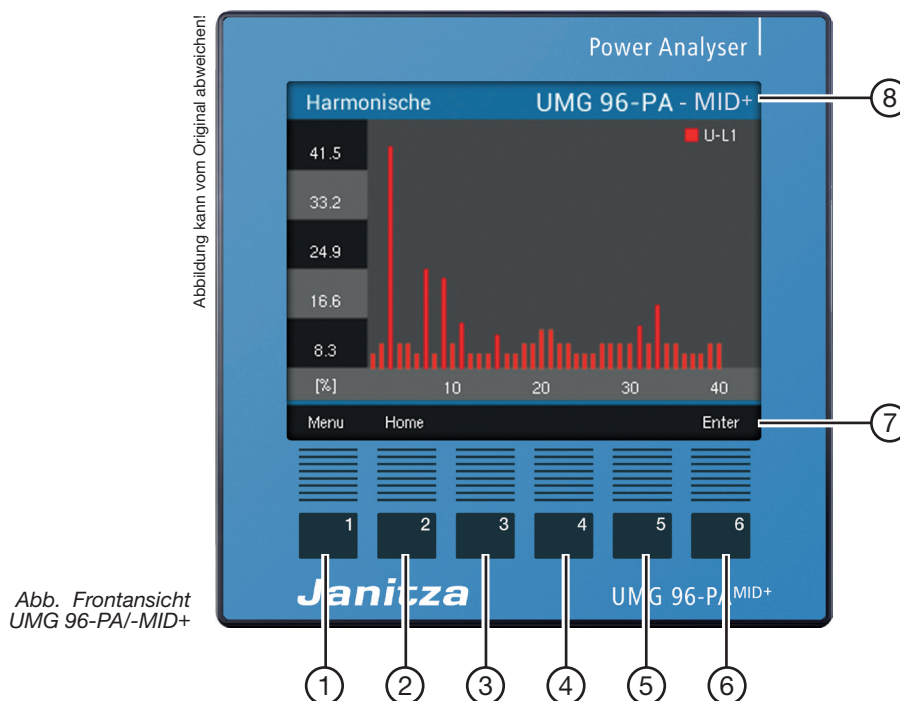 Abbildung kann vom Original abweichen!
Power Analyser
Harmonische UMG 96-PA - MID+
8
U-L1
41.5
33.2
24.9
16.6
8.3
[%] 10 20 30 40
Menu Home Enter
7
1 2 3 4 5 6
Janitza UMG 96-PA MID+
Abb. Frontansicht
UMG 96-PA/-MID+
1 2 3 4 5 6